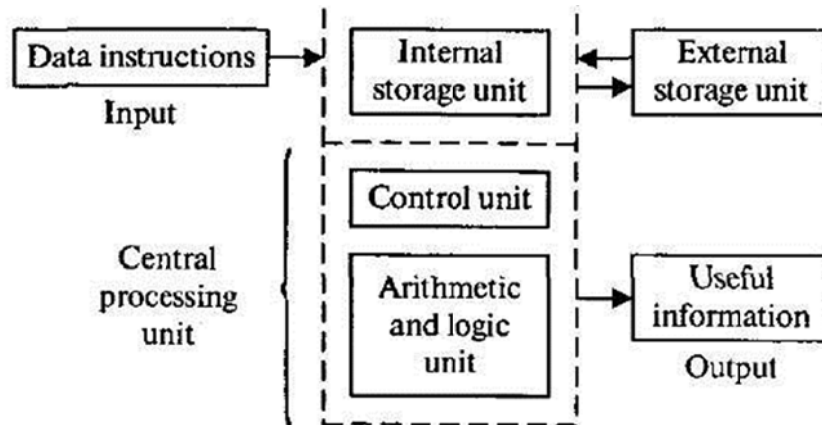 Data instructions
Input
Internal
storage unit
External
storage unit
Central
processing
unit
Control unit
Arithmetic
and logic
unit
Useful
information
Output